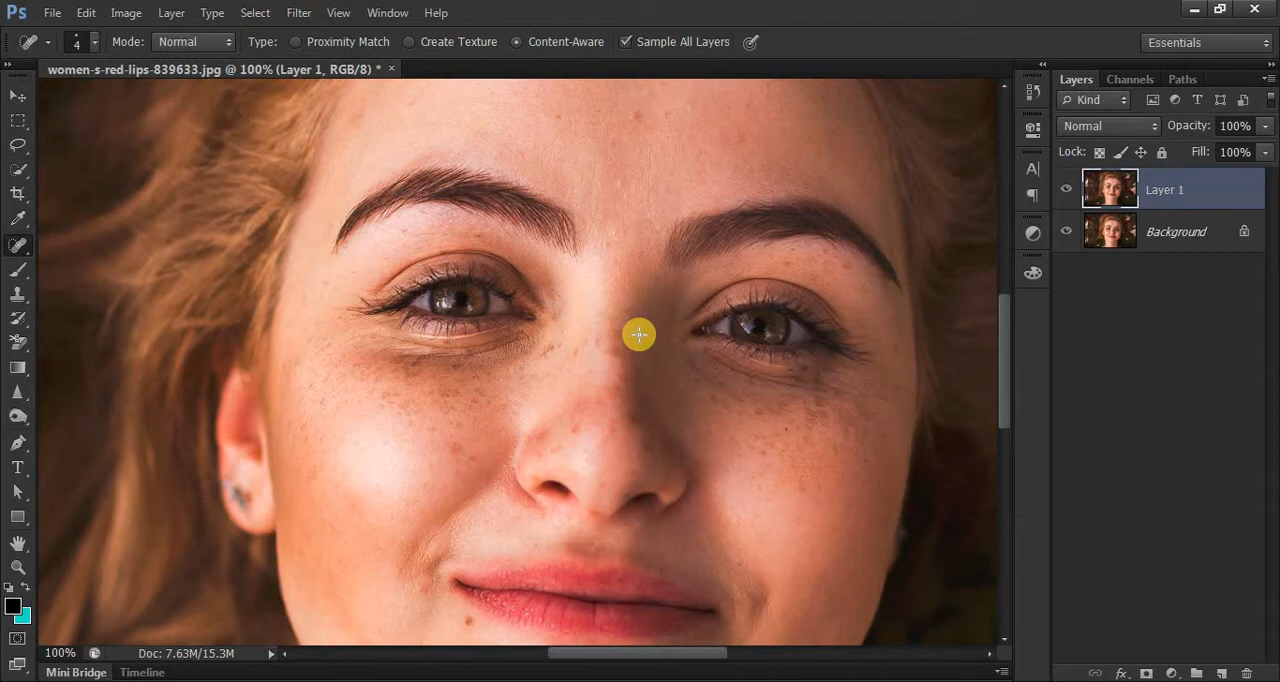 Ps File Edit Image Layer Type Select Filter View Window Help
4 Mode: Normal Type: Proximity Match Create Texture Content-Aware Sample All Layers Essentials
women-s-red-lips-839633.jpg @ 100% (Layer 1, RGB/8) * ×
Layers Channels Paths
Kind T
Normal Opacity: 100%
Lock: Fill: 100%
Layer 1
Background
A
T
100% Doc: 7.63M/15.3M
Mini Bridge Timeline
fx